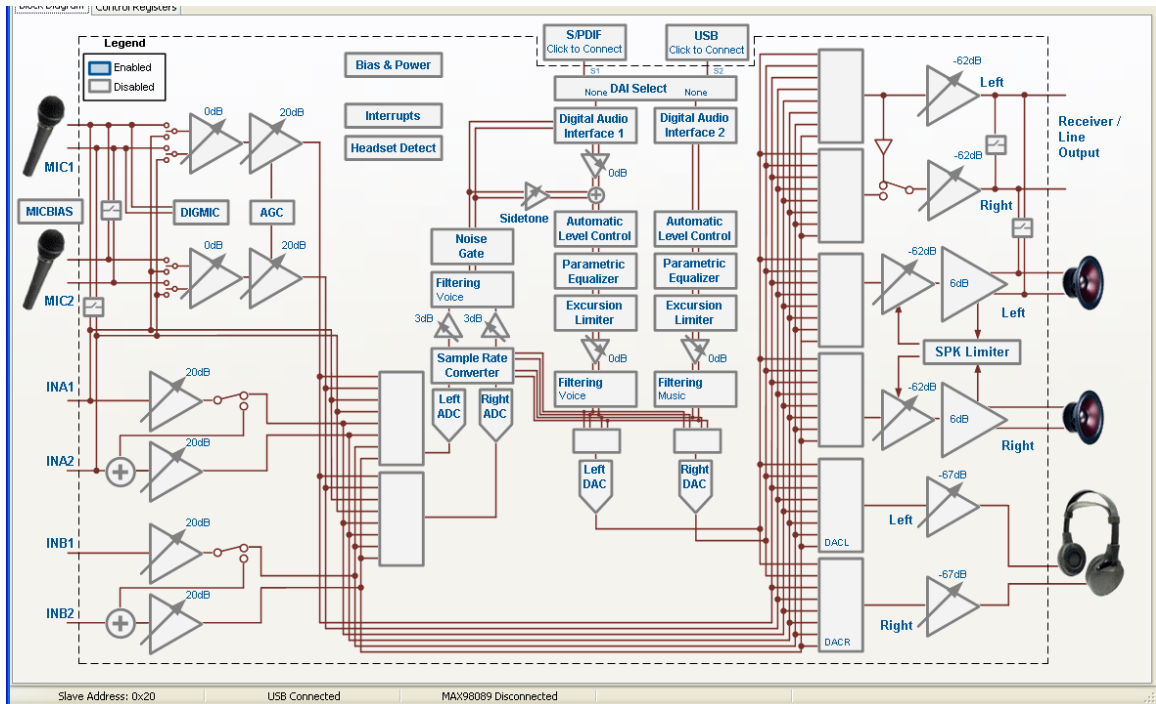 Block Diagram
Control Registers
Legend
Enabled
Disabled
Bias & Power
Interrupts
Headset Detect
S/PDIF
Click to Connect
USB
Click to Connect
S1
S2
DAI Select
None
None
Digital Audio
Interface 1
Digital Audio
Interface 2
0dB
Sidetone
Automatic
Level Control
Automatic
Level Control
Noise
Gate
Parametric
Equalizer
Parametric
Equalizer
Filtering
Voice
Excursion
Limiter
Excursion
Limiter
3dB
3dB
0dB
0dB
Sample Rate
Converter
Filtering
Voice
Filtering
Music
Left
ADC
Right
ADC
Left
DAC
Right
DAC
MIC1
0dB
20dB
MICBIAS
DIGMIC
AGC
MIC2
0dB
20dB
INA1
20dB
INA2
20dB
INB1
20dB
INB2
20dB
-62dB
Left
Receiver /
Line
Output
-62dB
Right
-62dB
6dB
Left
SPK Limiter
-62dB
6dB
Right
DACL
-67dB
Left
DACR
-67dB
Right
Slave Address: 0x20
USB Connected
MAX98089 Disconnected